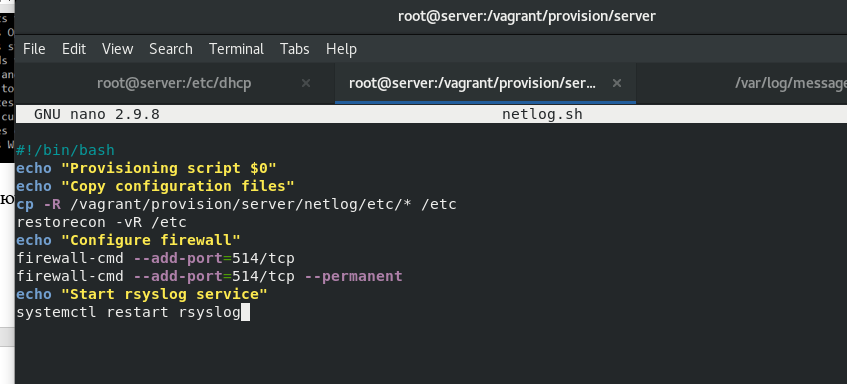 root@server:/vagrant/provision/server
File Edit View Search Terminal Tabs Help
root@server:/etc/dhcp × root@server:/vagrant/provision/ser... × /var/log/message
GNU nano 2.9.8 netlog.sh
#!/bin/bash
echo "Provisioning script $0"
echo "Copy configuration files"
cp -R /vagrant/provision/server/netlog/etc/* /etc
restorecon -vR /etc
echo "Configure firewall"
firewall-cmd --add-port=514/tcp
firewall-cmd --add-port=514/tcp --permanent
echo "Start rsyslog service"
systemctl restart rsyslog